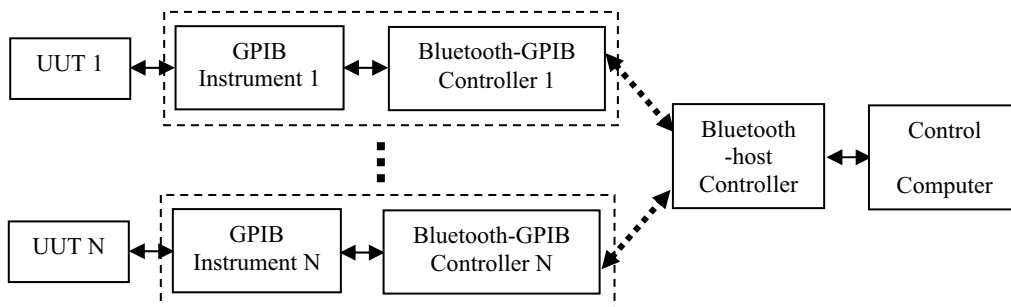 UUT 1
GPIB
Instrument 1
Bluetooth-GPIB
Controller 1
Bluetooth
-host
Controller
Control
Computer
UUT N
GPIB
Instrument N
Bluetooth-GPIB
Controller N